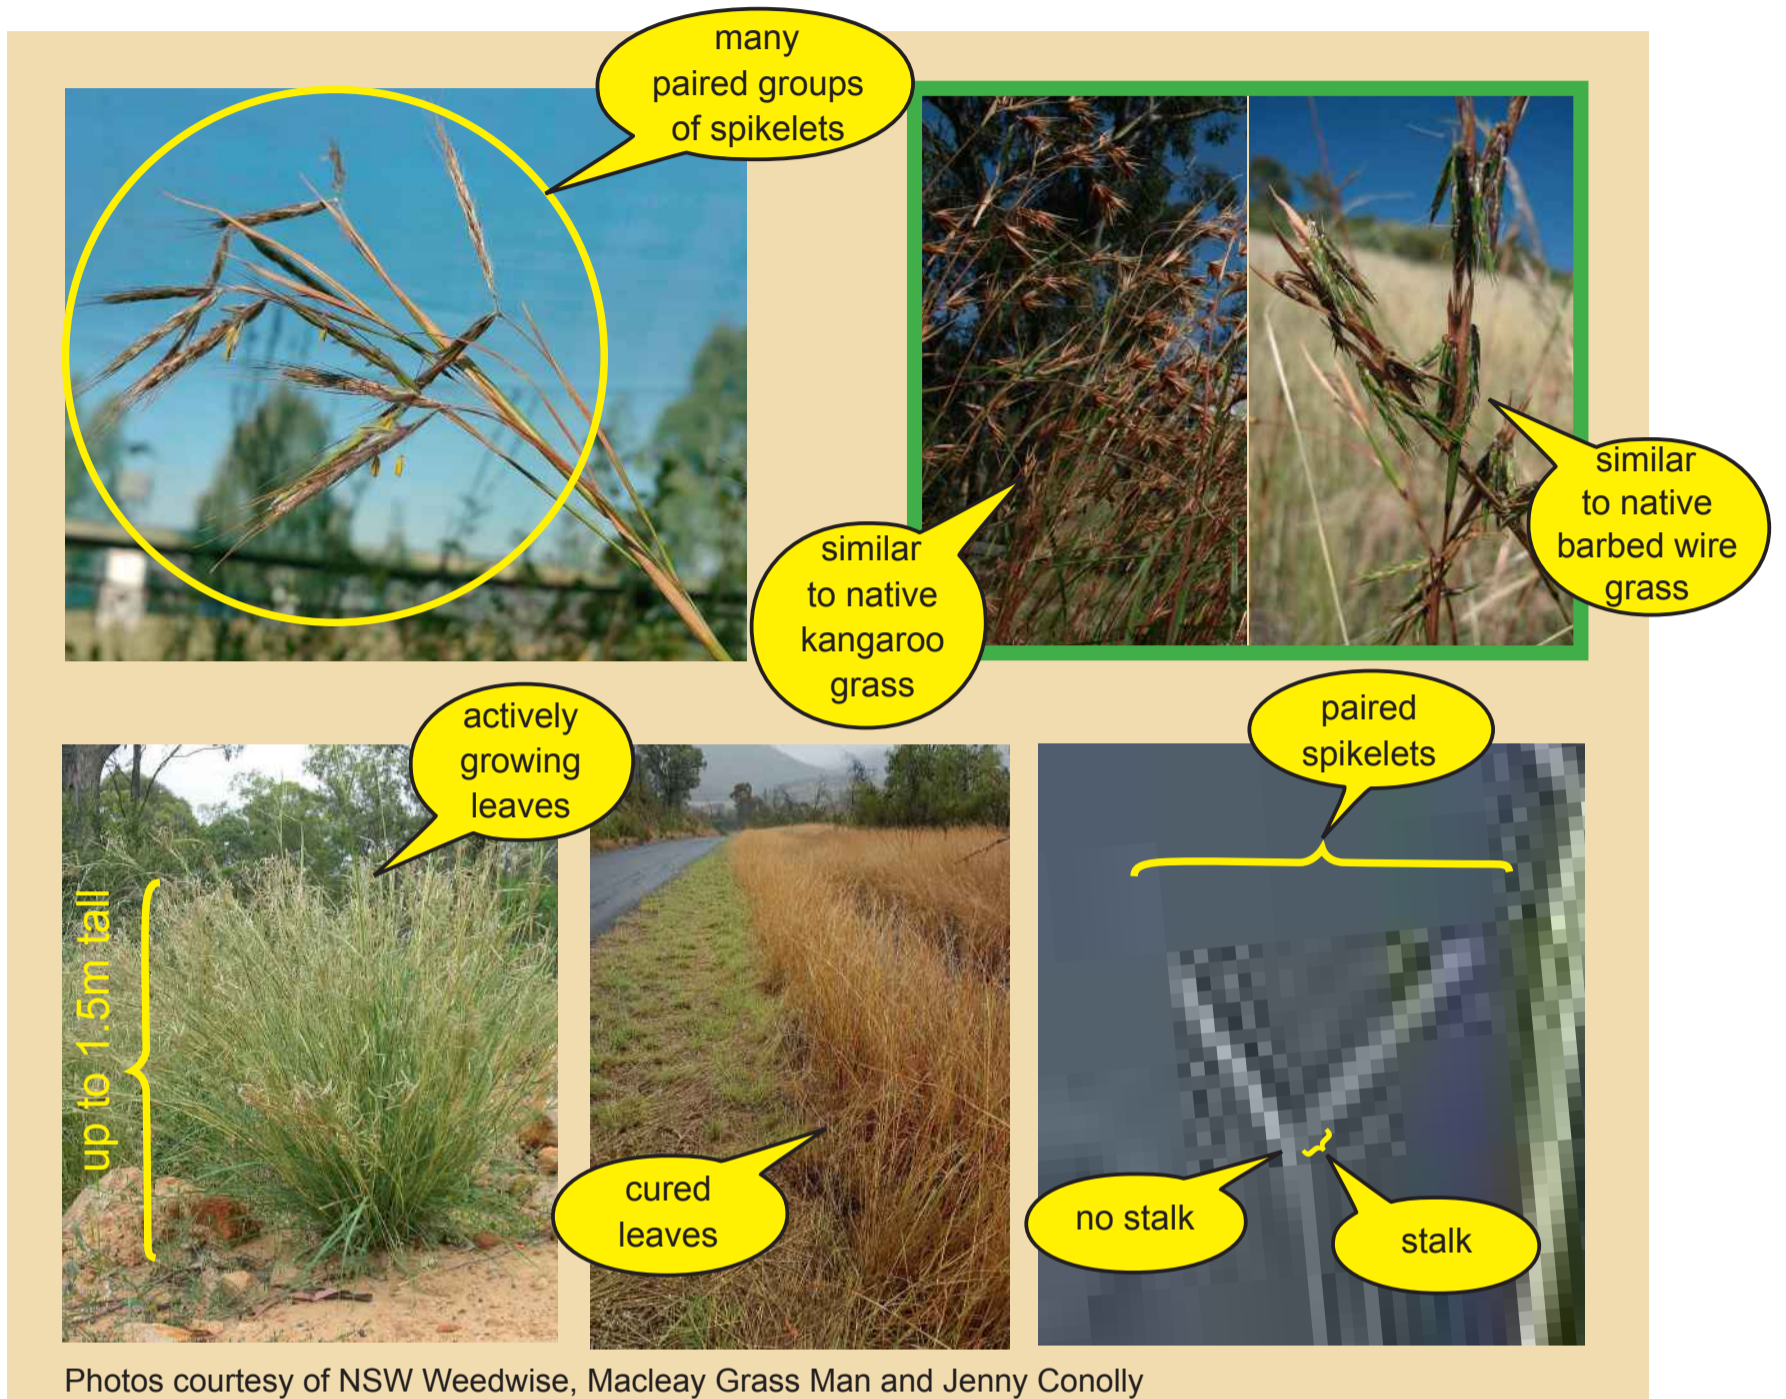 many
paired groups
of spikelets
similar
to native
kangaroo
grass
similar
to native
barbed wire
grass
actively
growing
leaves
up to 1.5m tall
cured
leaves
paired
spikelets
no stalk
stalk
Photos courtesy of NSW Weedwise, Macleay Grass Man and Jenny Conolly